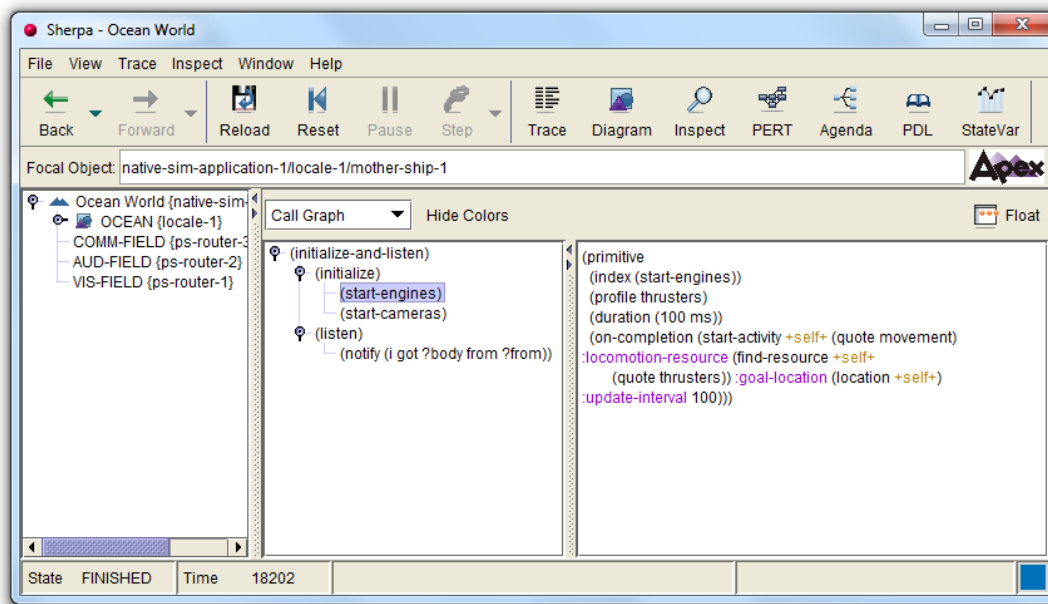 Sherpa - Ocean World
File View Trace Inspect Window Help
Back Forward Reload Reset Pause Step Trace Diagram Inspect PERT Agenda PDL StateVar
Focal Object: native-sim-application-1/locale-1/mother-ship-1 Apex
Ocean World {native-sim-
OCEAN {locale-1}
COMM-FIELD {ps-router-3
AUD-FIELD {ps-router-2}
VIS-FIELD {ps-router-1}
Call Graph Hide Colors Float
(initialize-and-listen)
(initialize)
(start-engines)
(start-cameras)
(listen)
(notify (i got ?body from ?from))
(primitive
(index (start-engines))
(profile thrusters)
(duration (100 ms))
(on-completion (start-activity +self+ (quote movement)
:locomotion-resource (find-resource +self+
(quote thrusters)) :goal-location (location +self+)
:update-interval 100)))
State FINISHED Time 18202